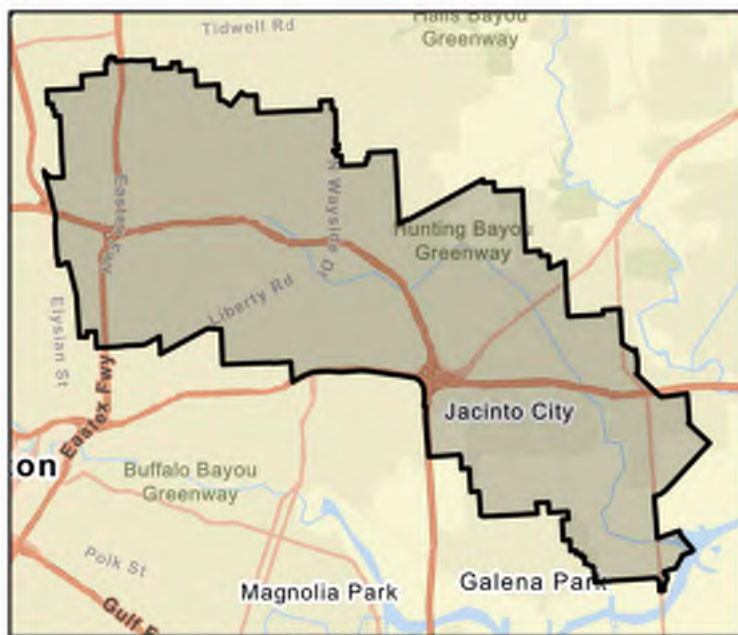 Halls Bayou
Greenway
Tidwell Rd
Eastex Fwy
N Wayside Dr
Hunting Bayou
Greenway
Liberty Rd
Elysian St
Eastex Fwy
Jacinto City
ton
Buffalo Bayou
Greenway
Polk St
Magnolia Park
Galena Park
Gulf F